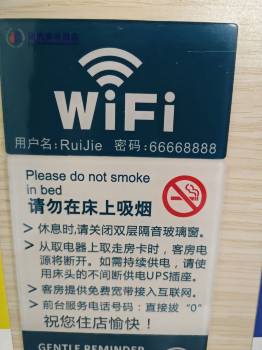 WiFi
用户名:RuiJie 密码:66668888
Please do not smoke
in bed
请勿在床上吸烟
> 休息时,请关闭双层隔音玻璃窗。
> 从取电器上取走房卡时,客房电
源将断开。如需持续供电,请使
用床头的不间断供电UPS插座。
> 客房提供免费宽带接入互联网。
> 前台服务电话号码:直接拨“0”
祝您住店愉快!
GENTLE REMINDER